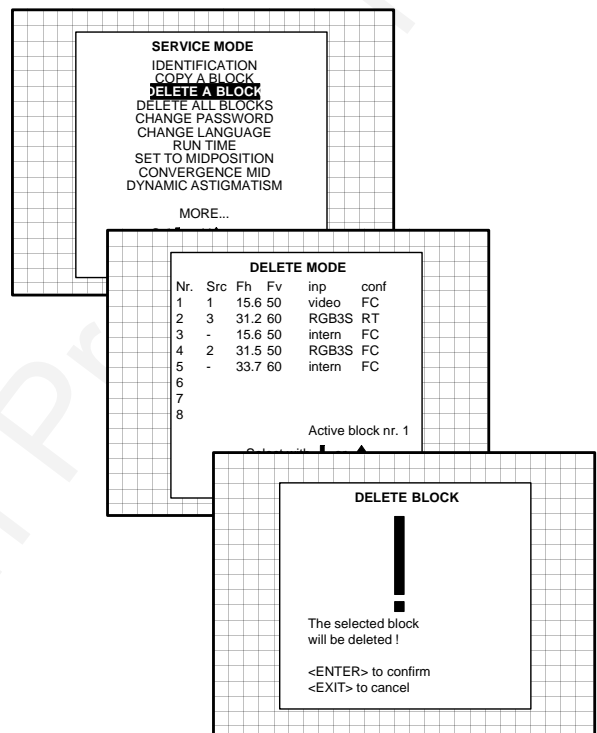 SERVICE MODE
IDENTIFICATION
COPY A BLOCK
DELETE A BLOCK
DELETE ALL BLOCKS
CHANGE PASSWORD
CHANGE LANGUAGE
RUN TIME
SET TO MIDPOSITION
CONVERGENCE MID
DYNAMIC ASTIGMATISM
MORE...
DELETE MODE
Nr. Src Fh Fv inp conf
1 1 15.6 50 video FC
2 3 31.2 60 RGB3S RT
3 - 15.6 50 intern FC
4 2 31.5 50 RGB3S FC
5 - 33.7 60 intern FC
6
7
8
Active block nr. 1
DELETE BLOCK
!
The selected block
will be deleted !
<ENTER> to confirm
<EXIT> to cancel